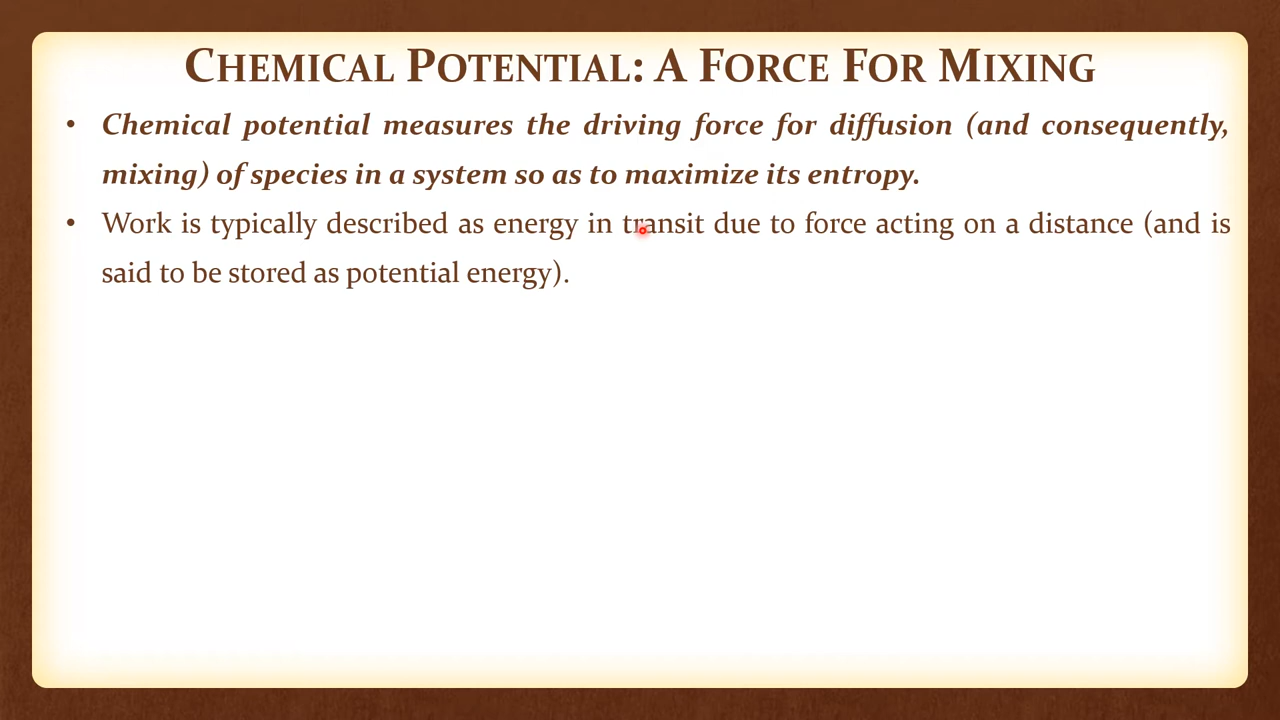 CHEMICAL POTENTIAL: A FORCE FOR MIXING
• Chemical potential measures the driving force for diffusion (and consequently,
mixing) of species in a system so as to maximize its entropy.
• Work is typically described as energy in transit due to force acting on a distance (and is
said to be stored as potential energy).